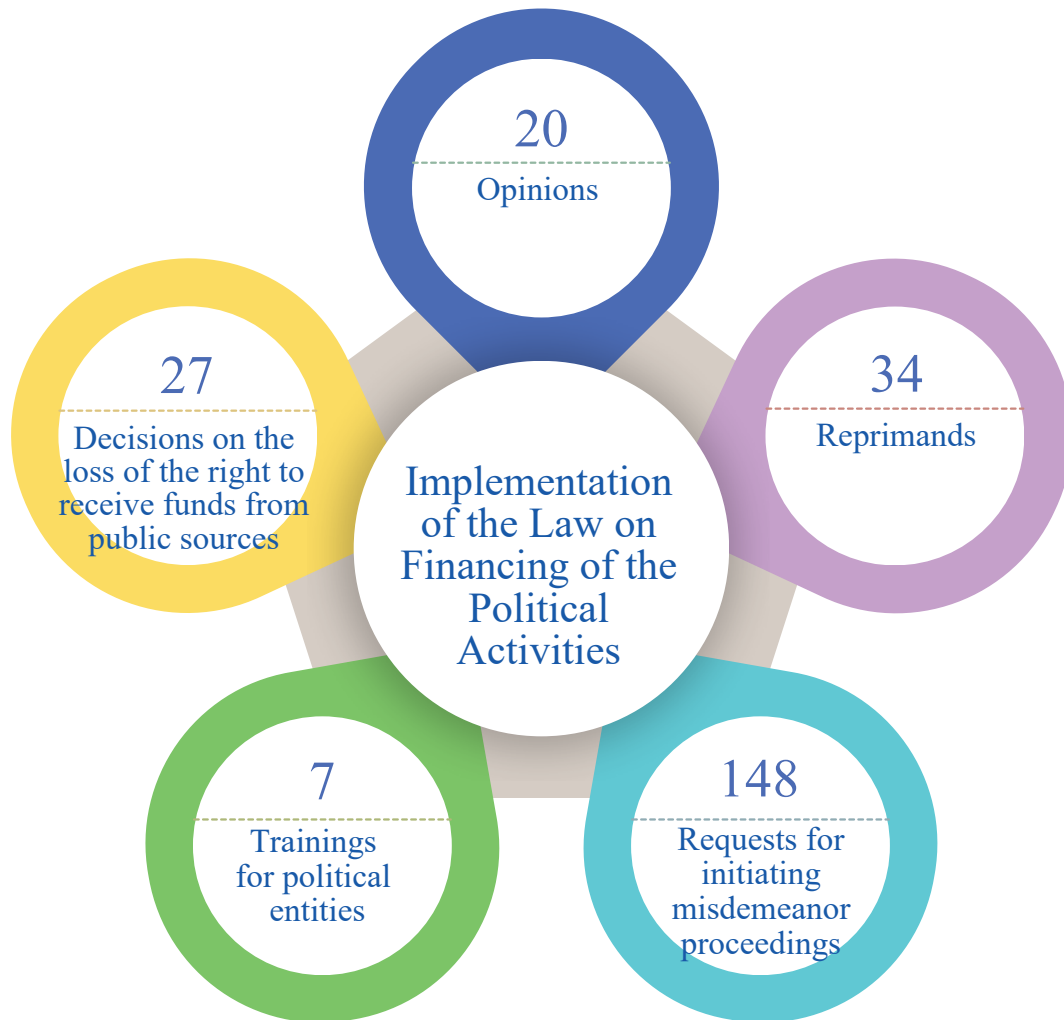 20
Opinions
27
Decisions on the
loss of the right to
receive funds from
public sources
34
Reprimands
Implementation
of the Law on
Financing of the
Political
Activities
7
Trainings
for political
entities
148
Requests for
initiating
misdemeanor
proceedings